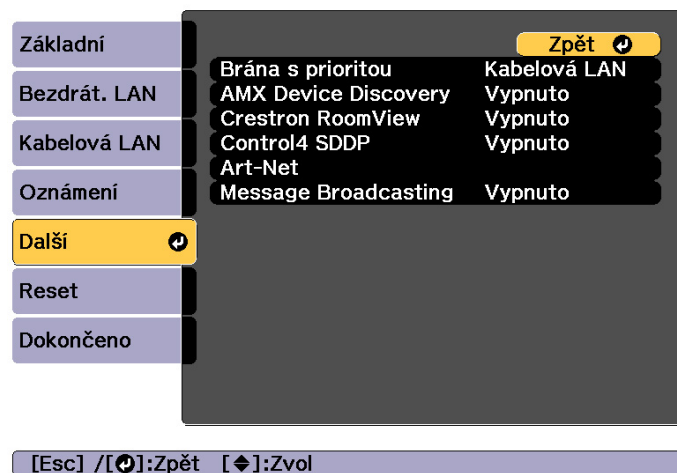 Základní
Bezdrát. LAN
Kabelová LAN
Oznámení
Další
Reset
Dokončeno
Zpět
Brána s prioritou Kabelová LAN
AMX Device Discovery Vypnuto
Crestron RoomView Vypnuto
Control4 SDDP Vypnuto
Art-Net
Message Broadcasting Vypnuto
[Esc] /[↵]:Zpět [◆]:Zvol